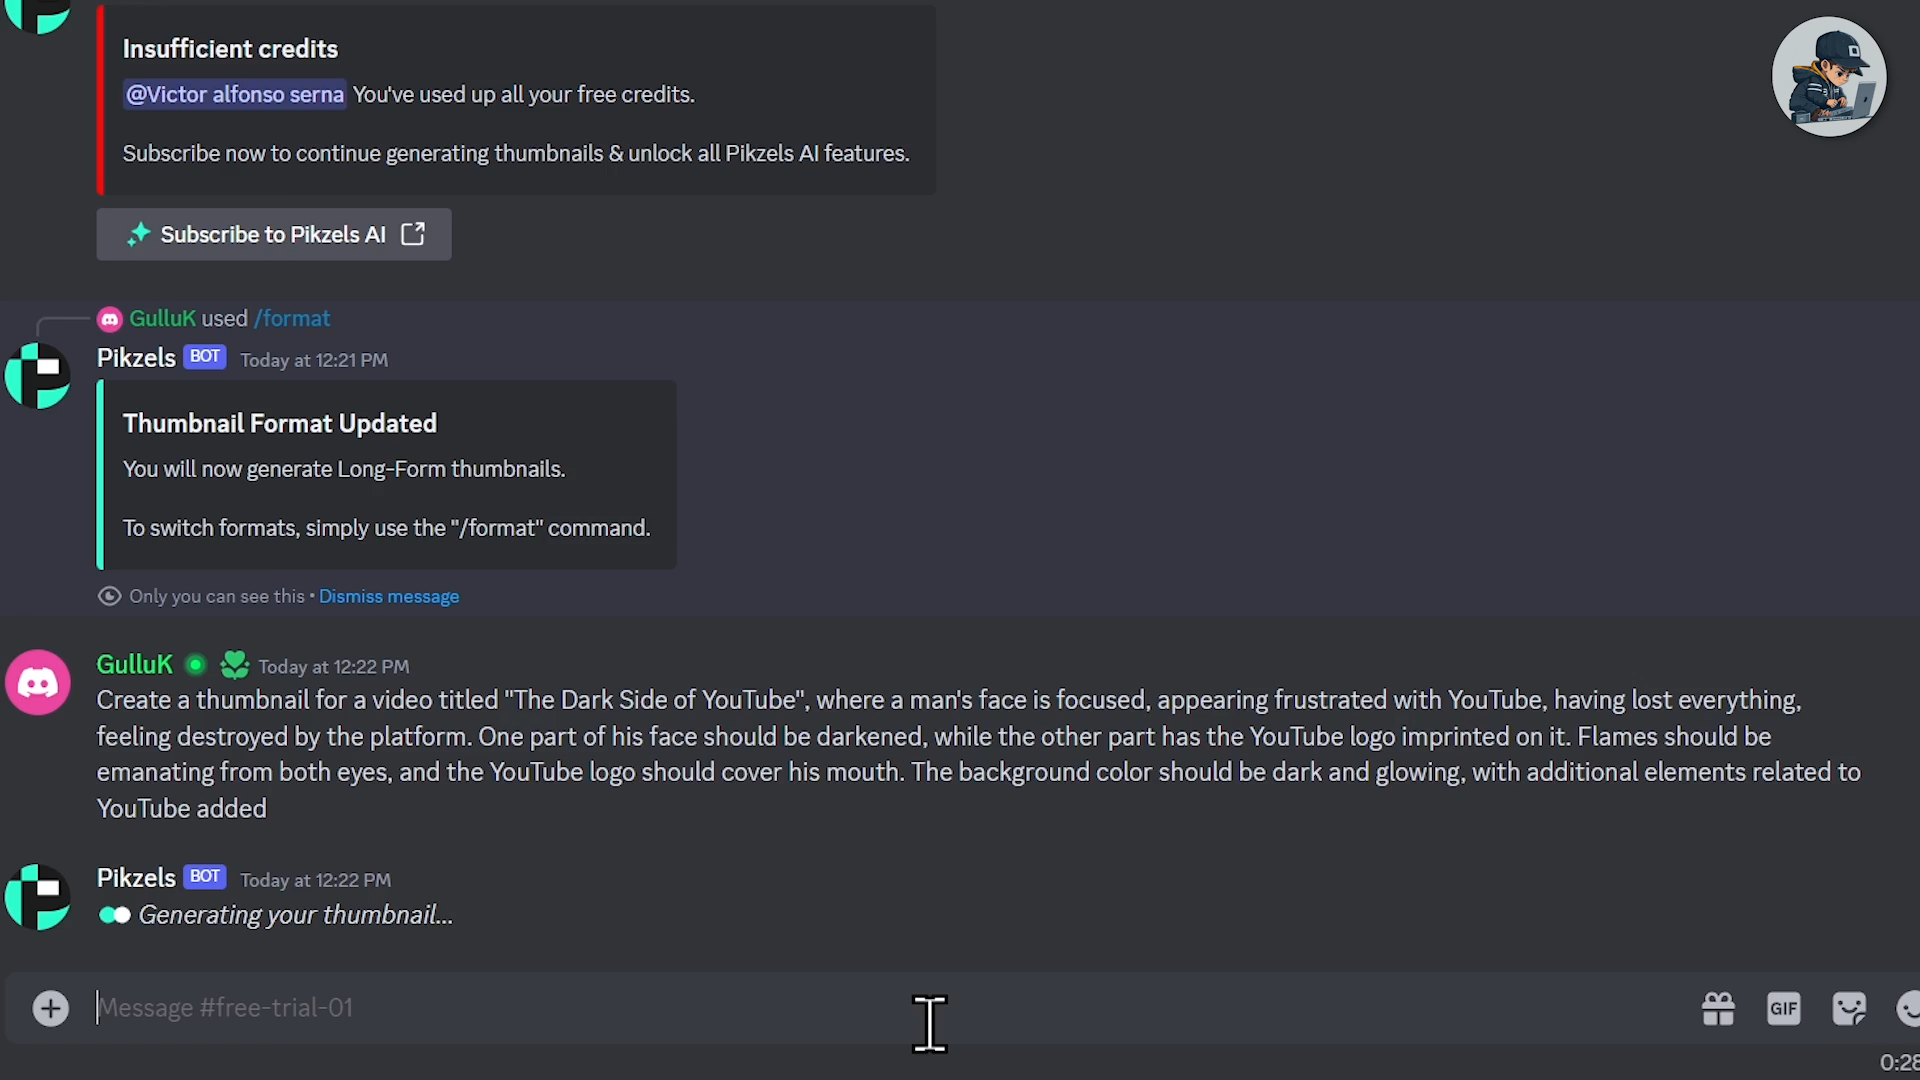 Insufficient credits
@Victor alfonso serna You've used up all your free credits.
Subscribe now to continue generating thumbnails & unlock all Pikzels AI features.
Subscribe to Pikzels AI
GulluK used /format
Pikzels BOT Today at 12:21 PM
Thumbnail Format Updated
You will now generate Long-Form thumbnails.
To switch formats, simply use the "/format" command.
Only you can see this • Dismiss message
GulluK Today at 12:22 PM
Create a thumbnail for a video titled "The Dark Side of YouTube", where a man's face is focused, appearing frustrated with YouTube, having lost everything,
feeling destroyed by the platform. One part of his face should be darkened, while the other part has the YouTube logo imprinted on it. Flames should be
emanating from both eyes, and the YouTube logo should cover his mouth. The background color should be dark and glowing, with additional elements related to
YouTube added
Pikzels BOT Today at 12:22 PM
Generating your thumbnail...
Message #free-trial-01
GIF
0:28